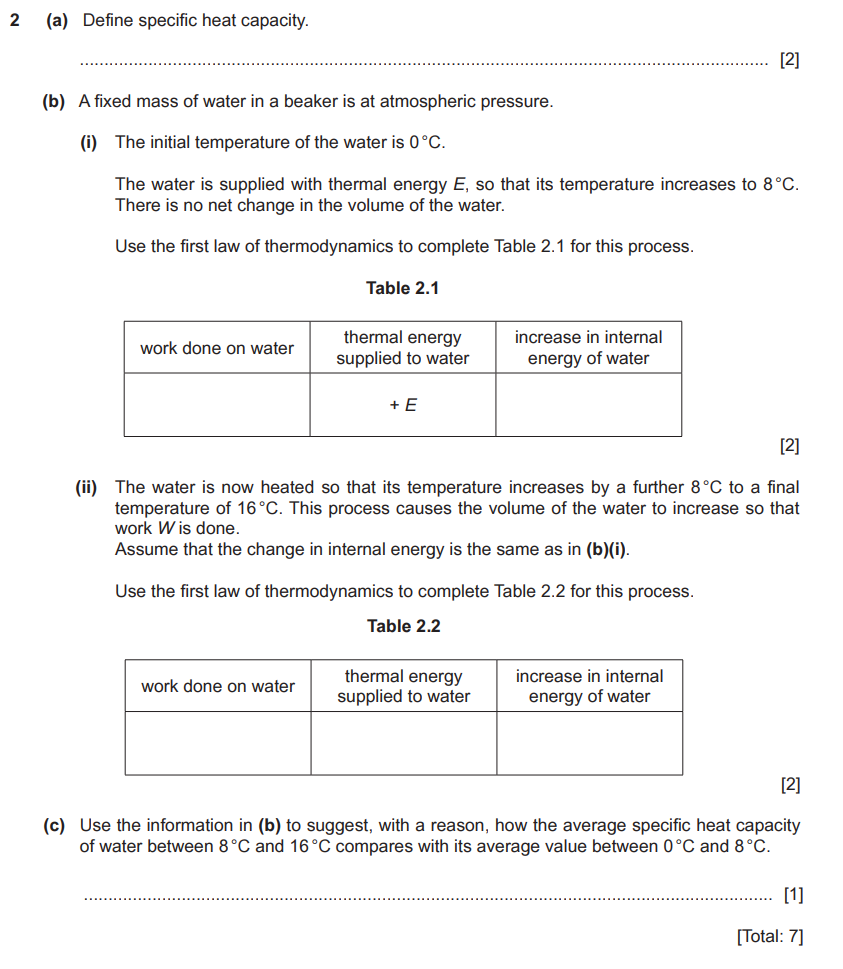 2 (a) Define specific heat capacity.
.......................................................................................................................................... [2]
(b) A fixed mass of water in a beaker is at atmospheric pressure.
(i) The initial temperature of the water is 0 °C.
The water is supplied with thermal energy E, so that its temperature increases to 8 °C.
There is no net change in the volume of the water.
Use the first law of thermodynamics to complete Table 2.1 for this process.
Table 2.1
work done on water
thermal energy
supplied to water
increase in internal
energy of water
+ E
[2]
(ii) The water is now heated so that its temperature increases by a further 8 °C to a final
temperature of 16 °C. This process causes the volume of the water to increase so that
work W is done.
Assume that the change in internal energy is the same as in (b)(i).
Use the first law of thermodynamics to complete Table 2.2 for this process.
Table 2.2
work done on water
thermal energy
supplied to water
increase in internal
energy of water
[2]
(c) Use the information in (b) to suggest, with a reason, how the average specific heat capacity
of water between 8 °C and 16 °C compares with its average value between 0 °C and 8 °C.
.......................................................................................................................................... [1]
[Total: 7]